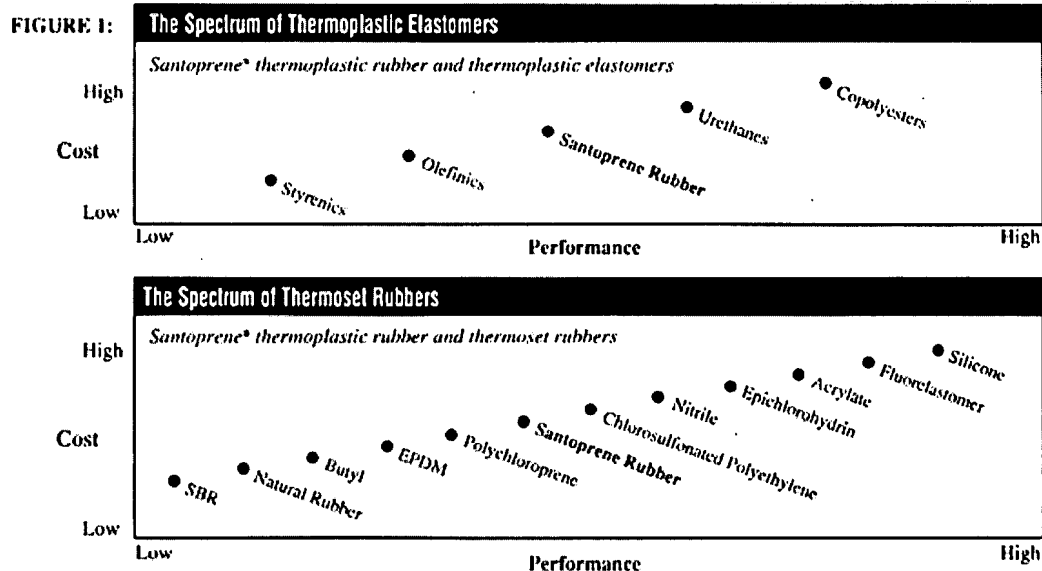 FIGURE 1:
The Spectrum of Thermoplastic Elastomers
Santoprene* thermoplastic rubber and thermoplastic elastomers
High
Cost
Low
Styrenics
Olefinics
Santoprene Rubber
Urethanes
Copolyesters
Low
Performance
High
The Spectrum of Thermoset Rubbers
Santoprene* thermoplastic rubber and thermoset rubbers
High
Cost
Low
SBR
Natural Rubber
Butyl
EPDM
Polychloroprene
Santoprene Rubber
Chlorosulfonated Polyethylene
Nitrile
Epichlorohydrin
Acrylate
Fluorelastomer
Silicone
Low
Performance
High